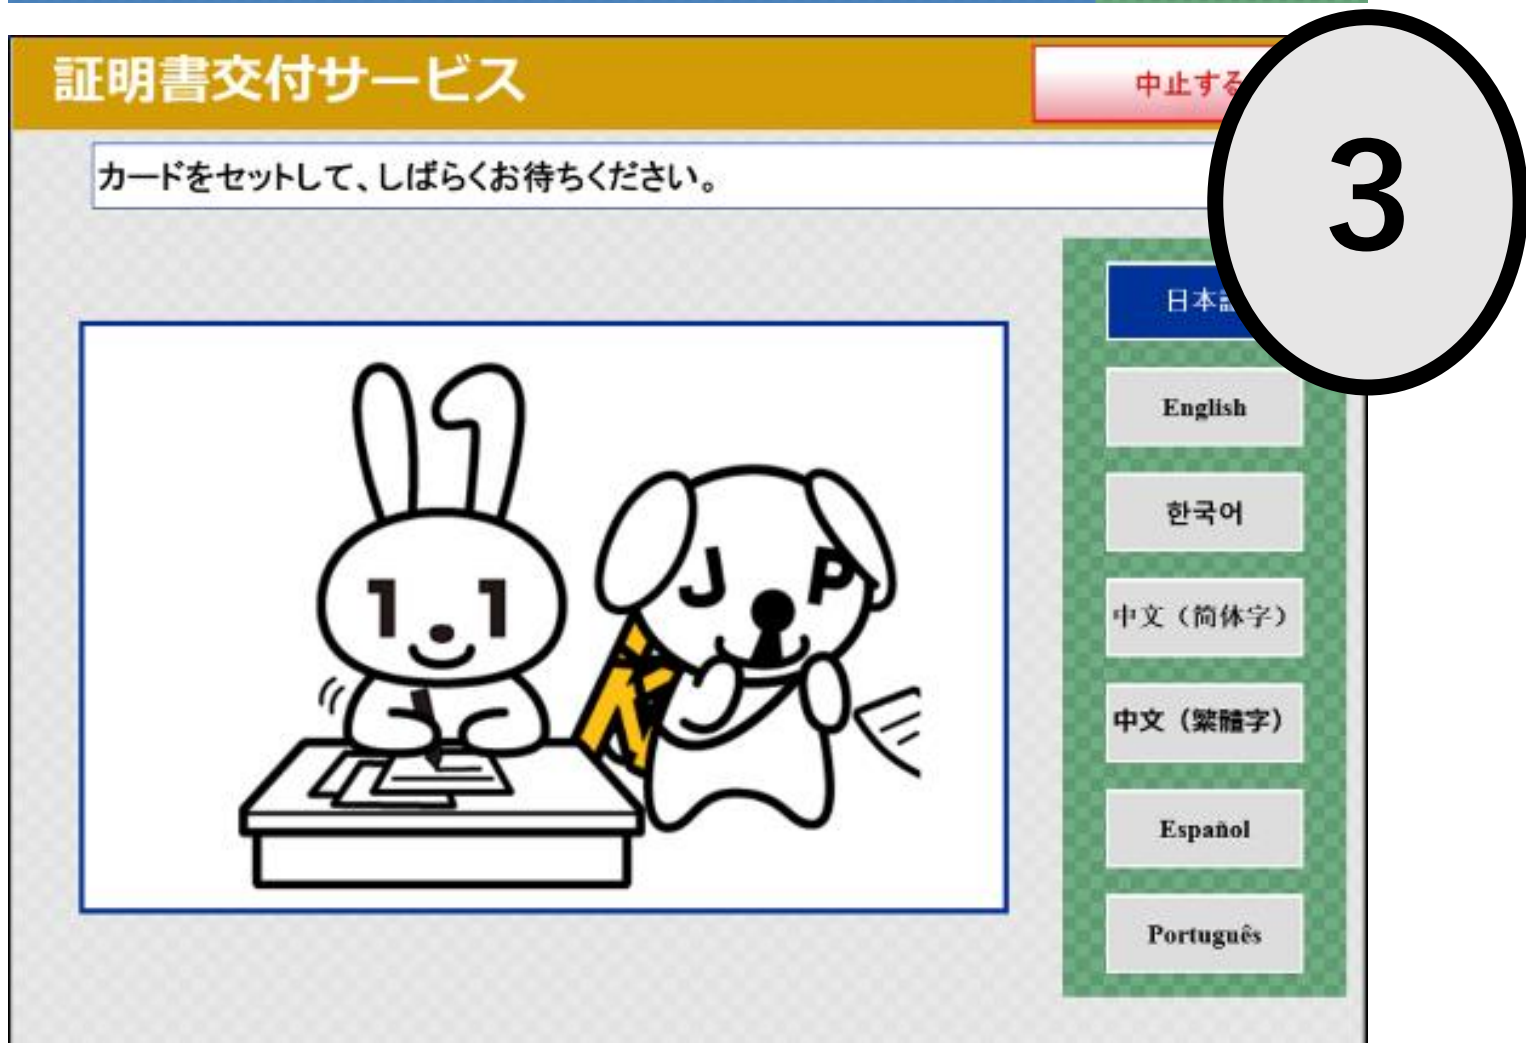 証明書交付サービス
中止する
3
カードをセットして、しばらくお待ちください。
日本語
English
한국어
中文（简体字）
中文（繁體字）
Español
Português
1 1
J P